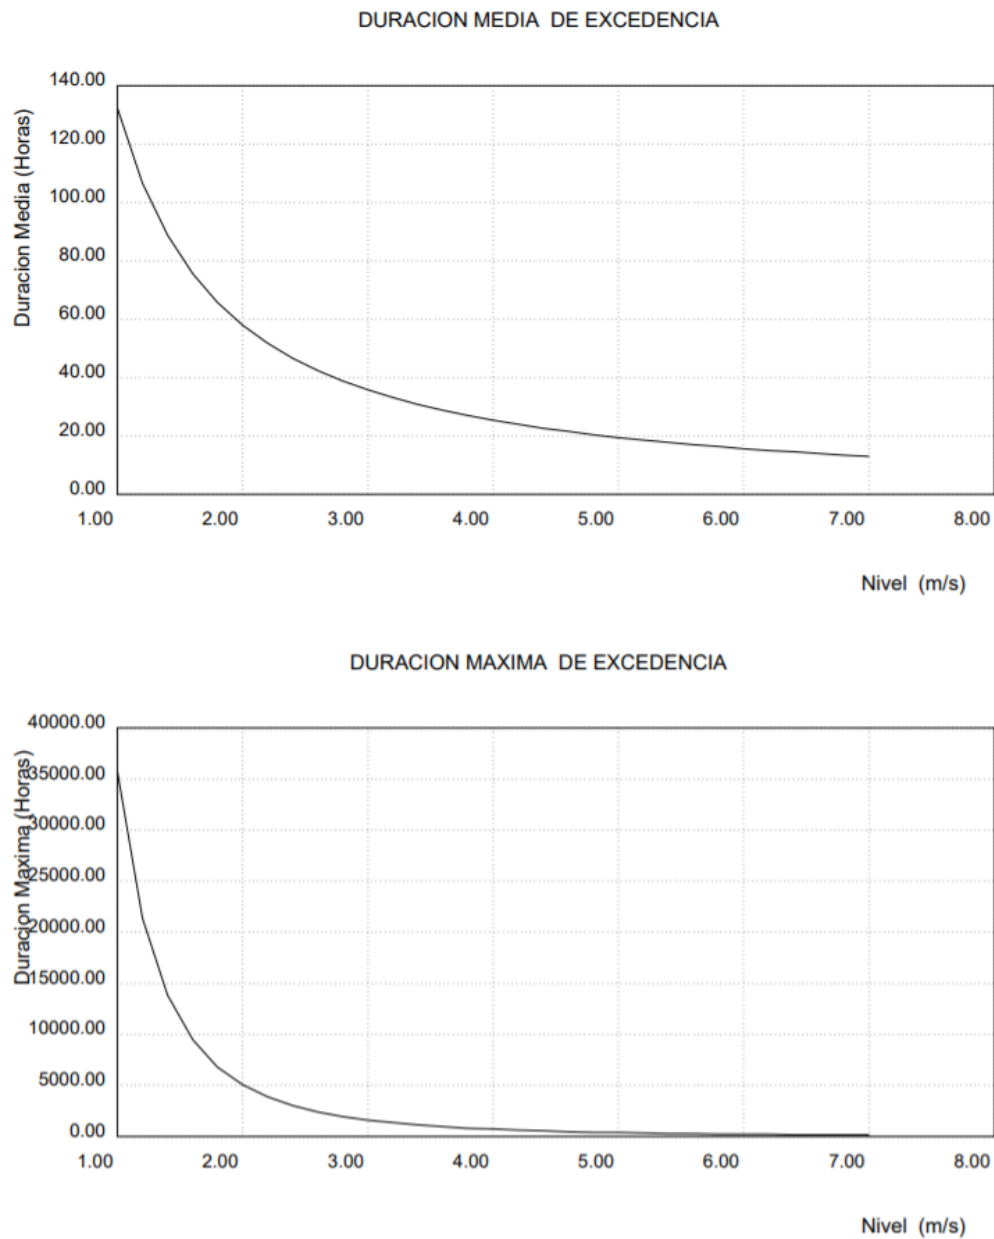 DURACION MEDIA  DE EXCEDENCIA
Duracion Media (Horas)
140.00
120.00
100.00
80.00
60.00
40.00
20.00
0.00
1.00 2.00 3.00 4.00 5.00 6.00 7.00 8.00
Nivel  (m/s)
DURACION MAXIMA  DE EXCEDENCIA
Duracion Maxima (Horas)
40000.00
35000.00
30000.00
25000.00
20000.00
15000.00
10000.00
5000.00
0.00
1.00 2.00 3.00 4.00 5.00 6.00 7.00 8.00
Nivel  (m/s)